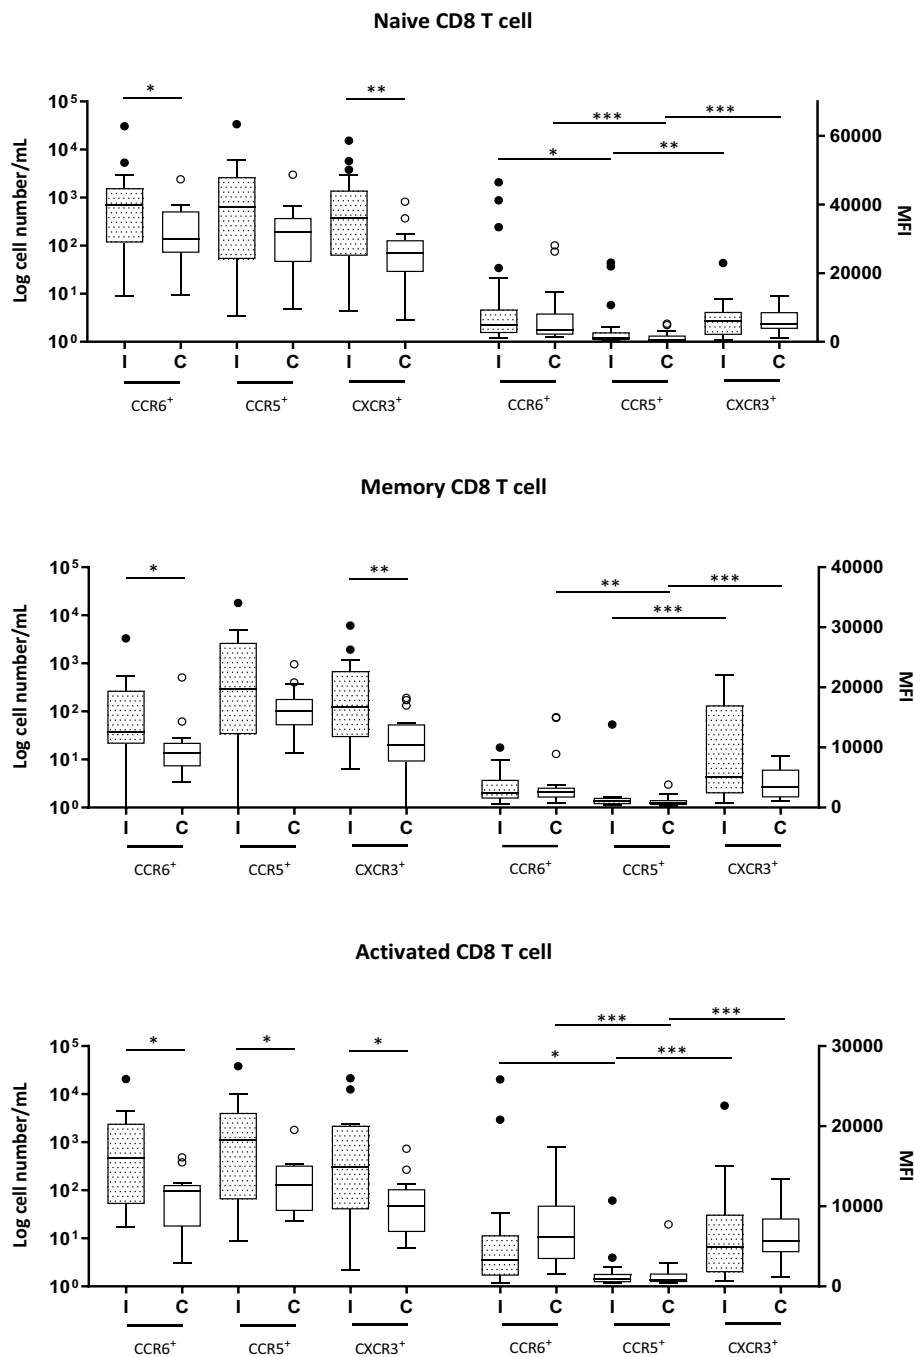 Naive CD8 T cell
* ** *** ***
* **
10⁵
10⁴
10³
10²
10¹
10⁰
Log cell number/mL
60000
40000
20000
0
MFI
I C I C I C I C I C I C
CCR6⁺ CCR5⁺ CXCR3⁺ CCR6⁺ CCR5⁺ CXCR3⁺
Memory CD8 T cell
* ** ** ***
***
10⁵
10⁴
10³
10²
10¹
10⁰
Log cell number/mL
40000
30000
20000
10000
0
MFI
I C I C I C I C I C I C
CCR6⁺ CCR5⁺ CXCR3⁺ CCR6⁺ CCR5⁺ CXCR3⁺
Activated CD8 T cell
*** ***
* * * * ***
10⁵
10⁴
10³
10²
10¹
10⁰
Log cell number/mL
30000
20000
10000
0
MFI
I C I C I C I C I C I C
CCR6⁺ CCR5⁺ CXCR3⁺ CCR6⁺ CCR5⁺ CXCR3⁺